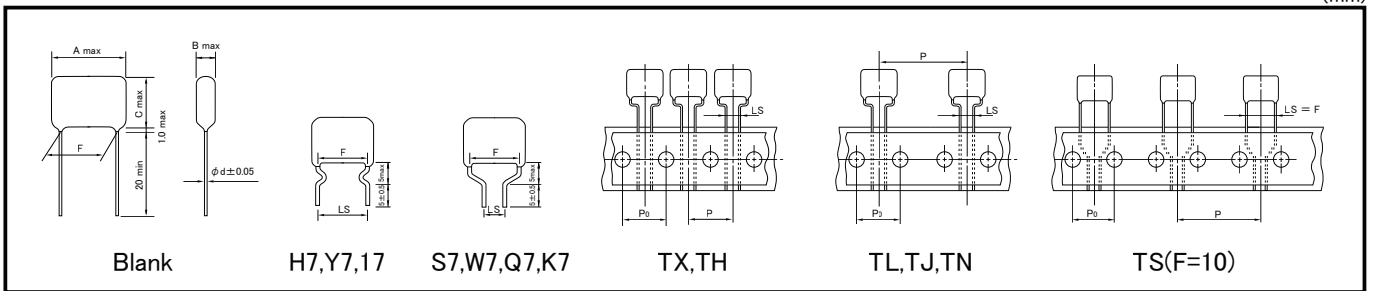 (mm)
A max
B max
C max
1.0 max
F
20 min
φd±0.05
Blank
F
5max
5±0.5
LS
H7,Y7,17
F
5max
5±0.5
LS
S7,W7,Q7,K7
LS
P0
P
TX,TH
P
LS
P0
TL,TJ,TN
LS = F
P0
P
TS(F=10)